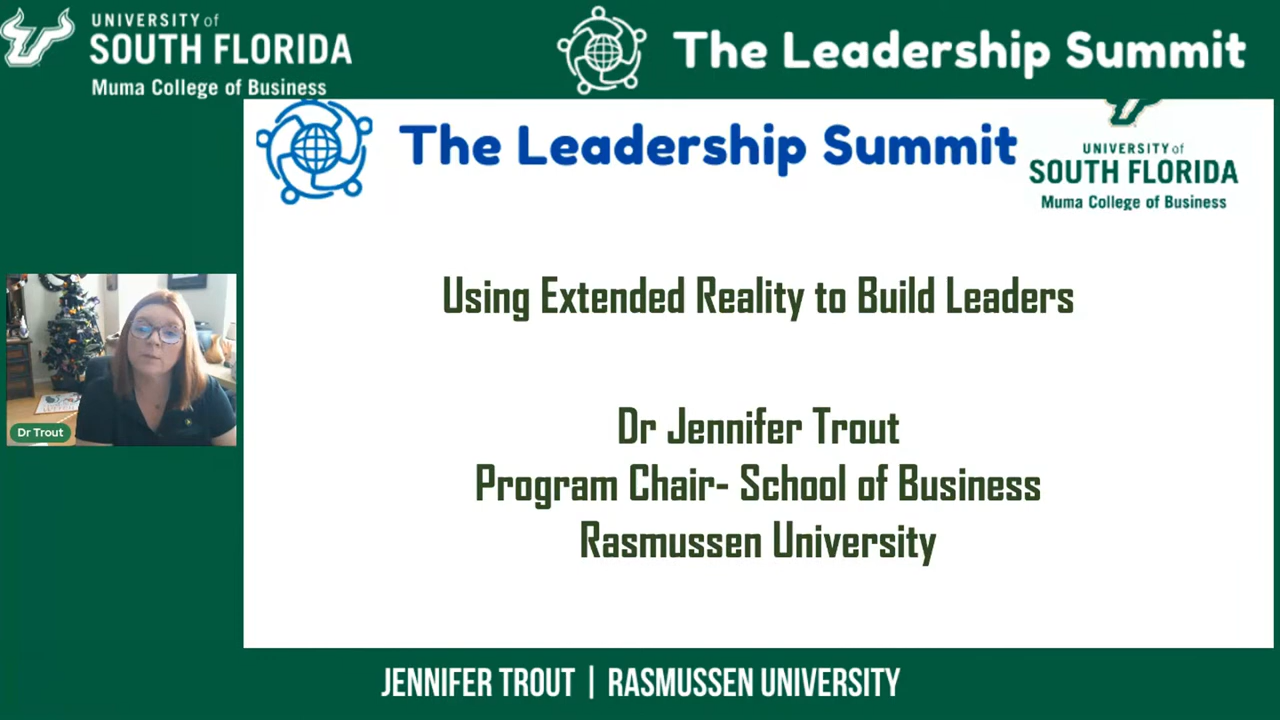 UNIVERSITY of
SOUTH FLORIDA
Muma College of Business
The Leadership Summit
The Leadership Summit
UNIVERSITY of
SOUTH FLORIDA
Muma College of Business
Using Extended Reality to Build Leaders
Dr Jennifer Trout
Program Chair- School of Business
Rasmussen University
Dr Trout
JENNIFER TROUT | RASMUSSEN UNIVERSITY